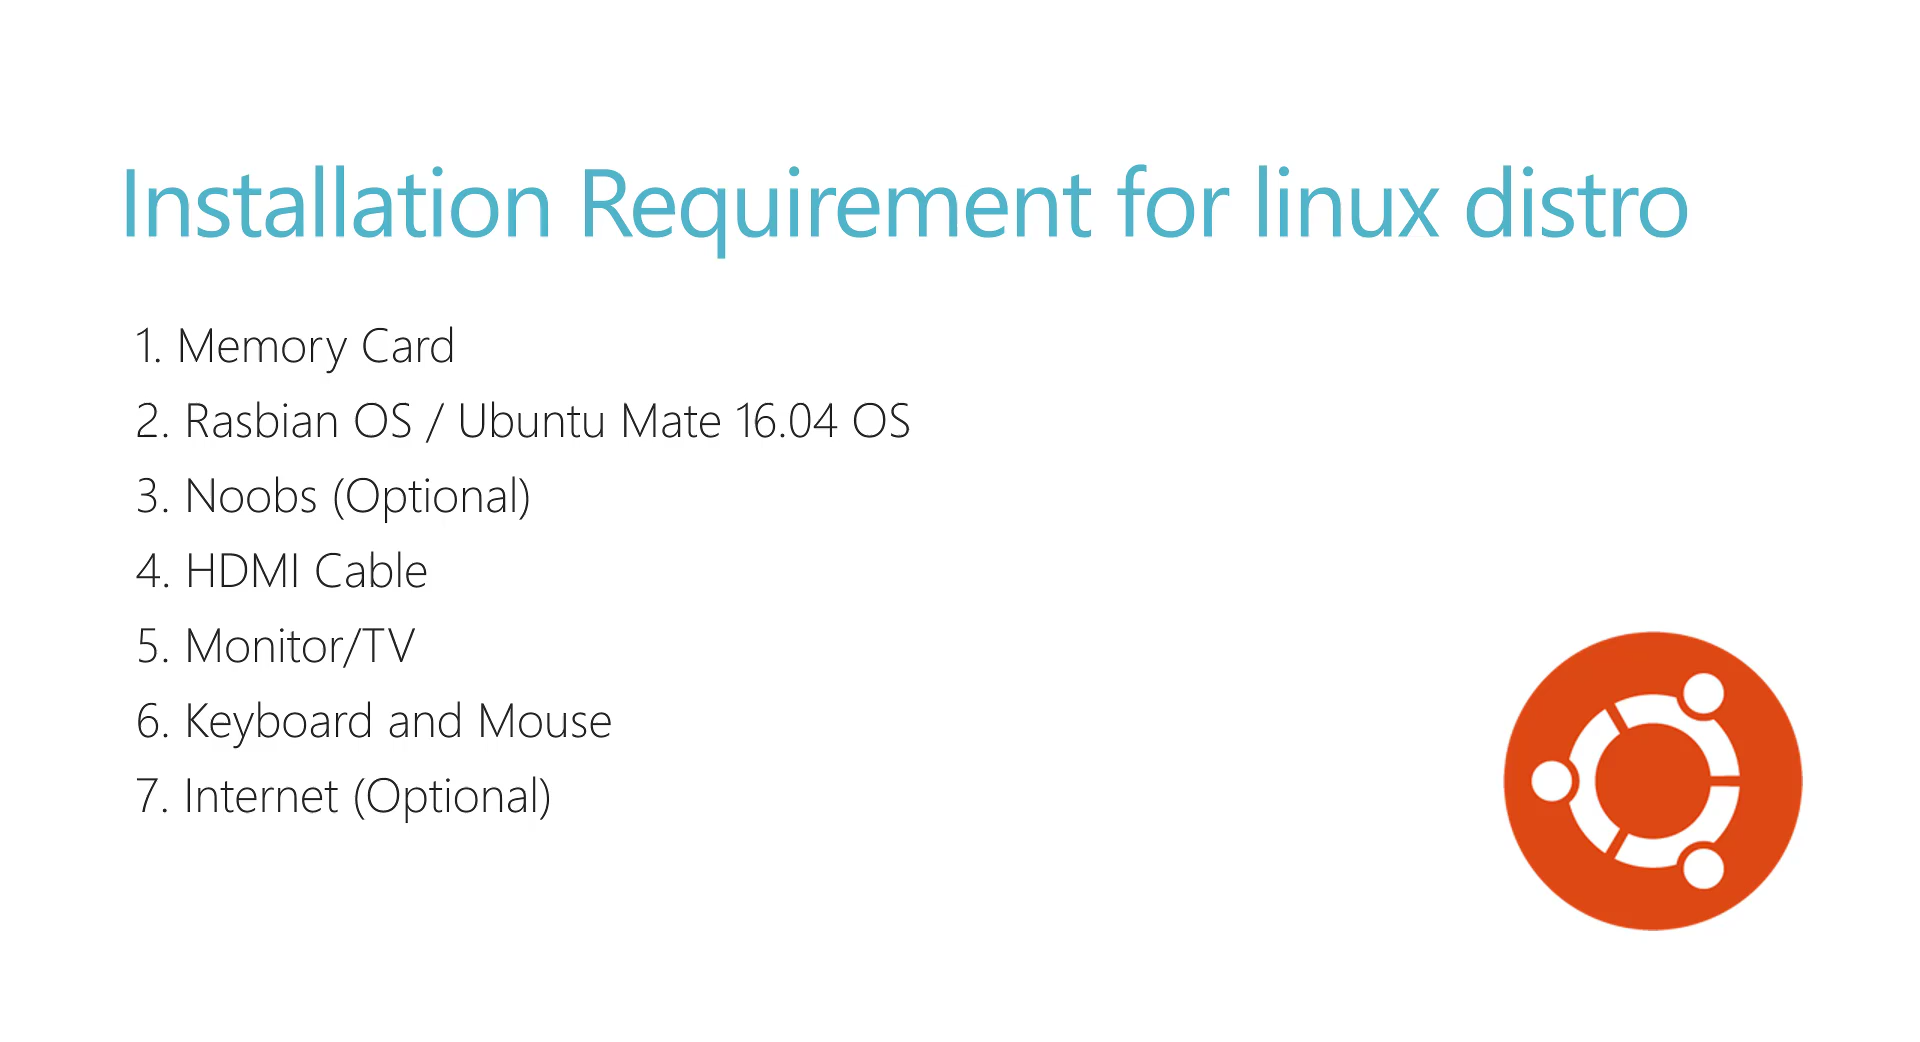 Installation Requirement for linux distro
1. Memory Card
2. Rasbian OS / Ubuntu Mate 16.04 OS
3. Noobs (Optional)
4. HDMI Cable
5. Monitor/TV
6. Keyboard and Mouse
7. Internet (Optional)